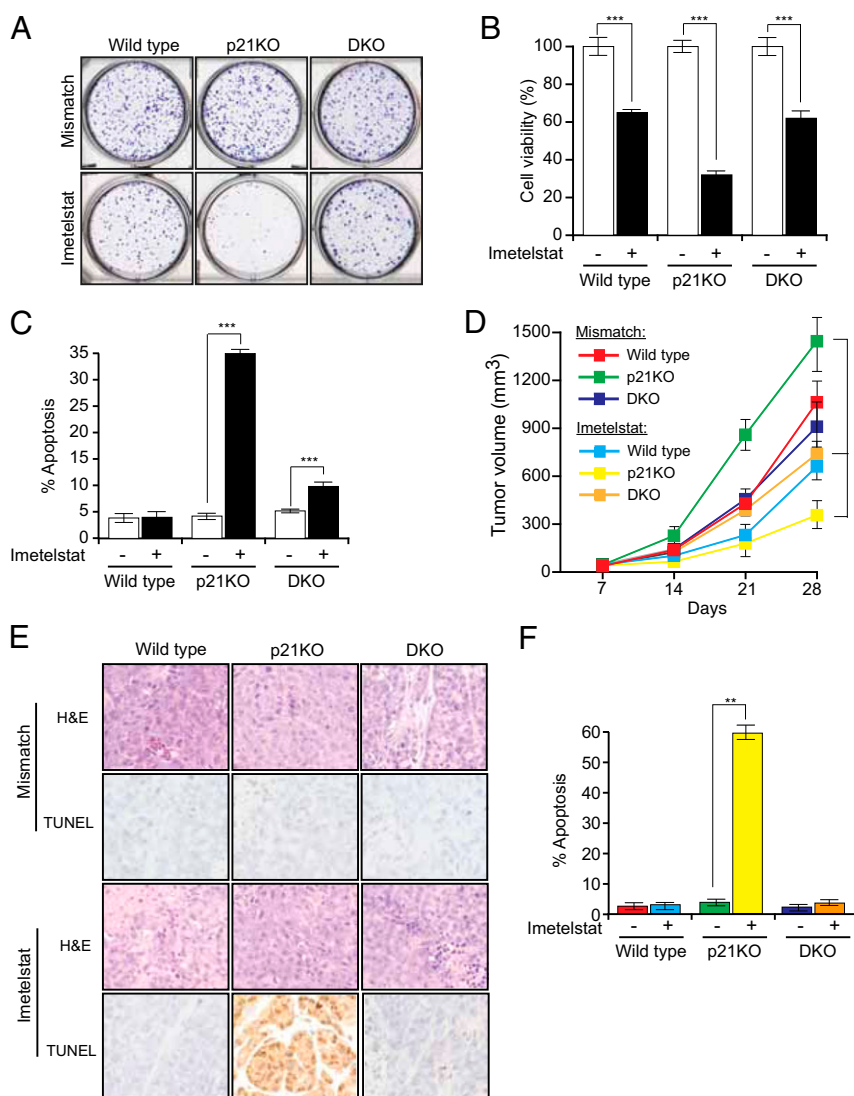 A
Wild type p21KO DKO
Mismatch
Imetelstat
B
*** *** ***
Cell viability (%)
100
80
60
40
20
0
Imetelstat - + - + - +
Wild type p21KO DKO
C
***
***
% Apoptosis
35
30
25
20
15
10
5
0
Imetelstat - + - + - +
Wild type p21KO DKO
D
Tumor volume (mm3)
1500
1200
900
600
300
0
Mismatch:
Wild type
p21KO
DKO
Imetelstat:
Wild type
p21KO
DKO
7 14 21 28
Days
E
Wild type p21KO DKO
Mismatch
H&E
TUNEL
Imetelstat
H&E
TUNEL
F
**
% Apoptosis
60
50
40
30
20
10
0
Imetelstat - + - + - +
Wild type p21KO DKO